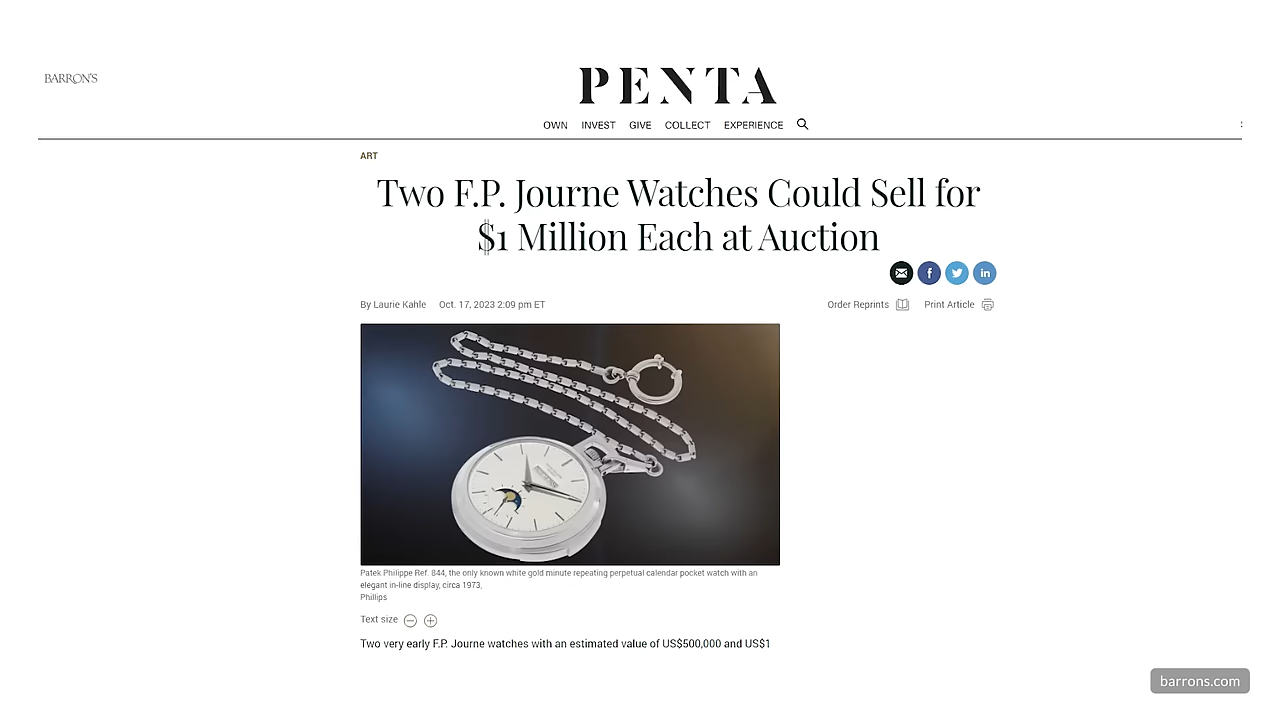 BARRON'S
PENTA
OWN INVEST GIVE COLLECT EXPERIENCE
ART
Two F.P. Journe Watches Could Sell for
$1 Million Each at Auction
By Laurie Kahle Oct. 17, 2023 2:09 pm ET
Order Reprints Print Article
Patek Philippe Ref. 844, the only known white gold minute repeating perpetual calendar pocket watch with an
elegant in-line display, circa 1973,
Phillips
Text size
Two very early F.P. Journe watches with an estimated value of US$500,000 and US$1
barrons.com